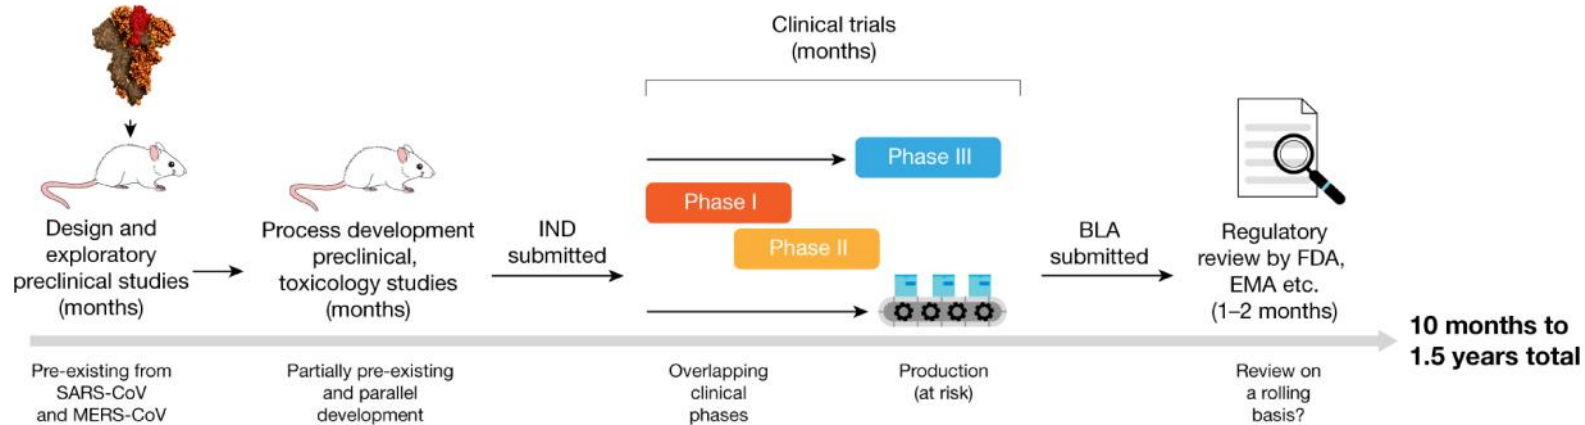 Clinical trials
(months)
Design and
exploratory
preclinical studies
(months)
Process development
preclinical,
toxicology studies
(months)
IND
submitted
Phase III
Phase I
Phase II
BLA
submitted
Regulatory
review by FDA,
EMA etc.
(1–2 months)
10 months to
1.5 years total
Pre-existing from
SARS-CoV
and MERS-CoV
Partially pre-existing
and parallel
development
Overlapping
clinical
phases
Production
(at risk)
Review on
a rolling
basis?